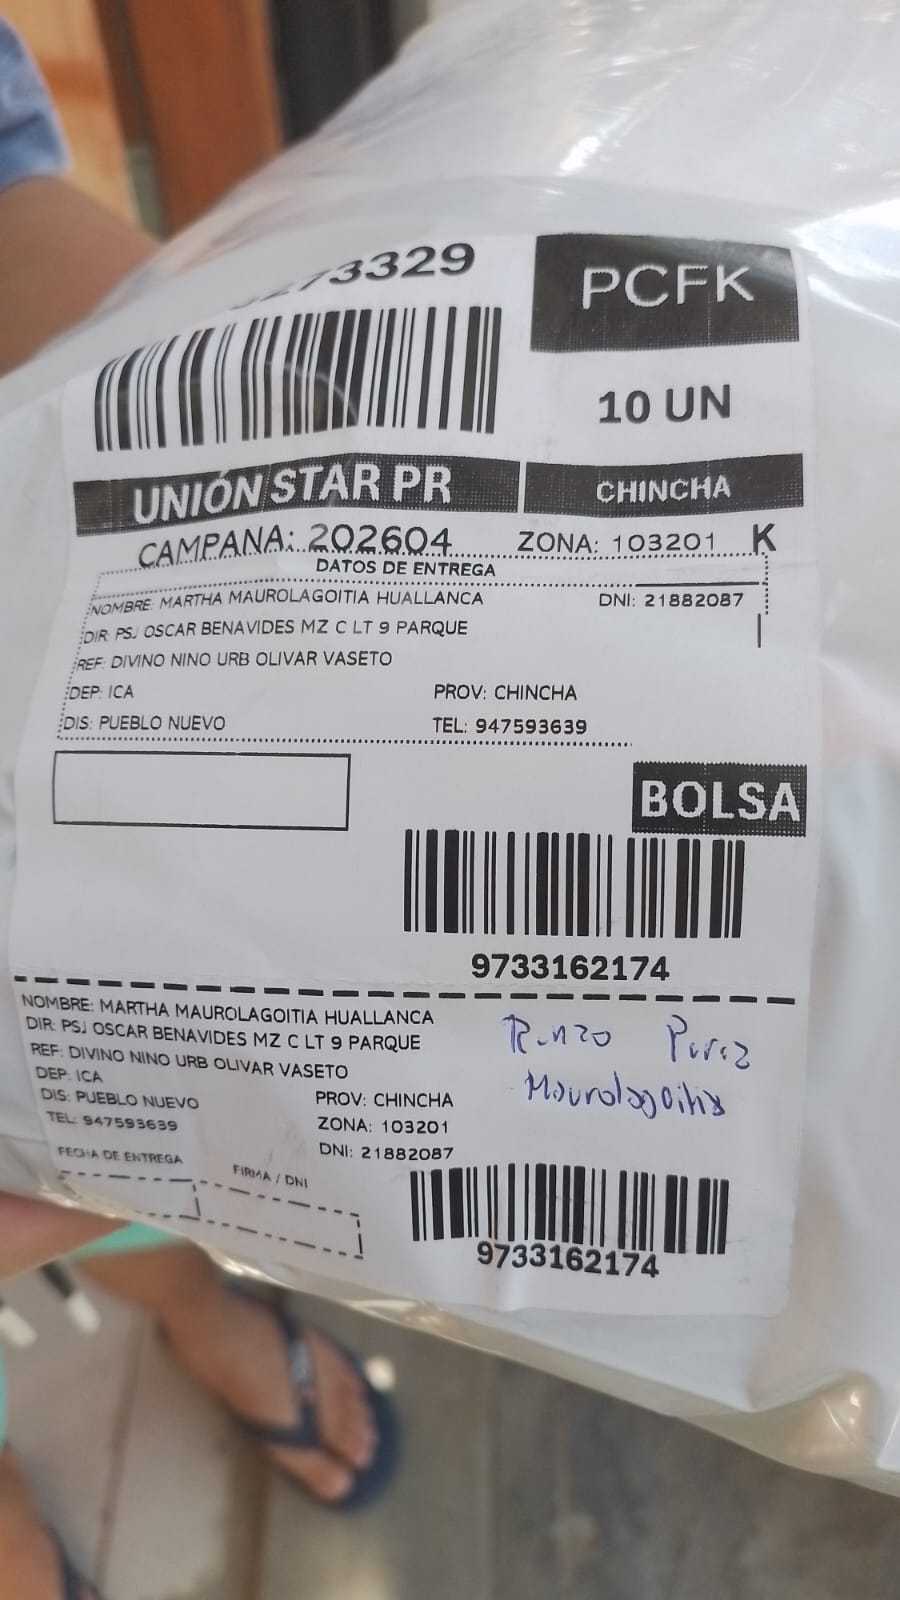 73329
PCFK
10 UN
UNIÓN STAR PR
CHINCHA
CAMPANA: 202604 ZONA: 103201 K
DATOS DE ENTREGA
NOMBRE: MARTHA MAUROLAGOITIA HUALLANCA DNI: 21882087
DIR: PSJ OSCAR BENAVIDES MZ C LT 9 PARQUE
REF: DIVINO NINO URB OLIVAR VASETO
DEP: ICA PROV: CHINCHA
DIS: PUEBLO NUEVO TEL: 947593639
BOLSA
9733162174
NOMBRE: MARTHA MAUROLAGOITIA HUALLANCA
DIR: PSJ OSCAR BENAVIDES MZ C LT 9 PARQUE
REF: DIVINO NINO URB OLIVAR VASETO
DEP: ICA
DIS: PUEBLO NUEVO PROV: CHINCHA
TEL: 947593639 ZONA: 103201
DNI: 21882087
FECHA DE ENTREGA FIRMA / DNI
Renzo Perez
Maurolagoitia
9733162174